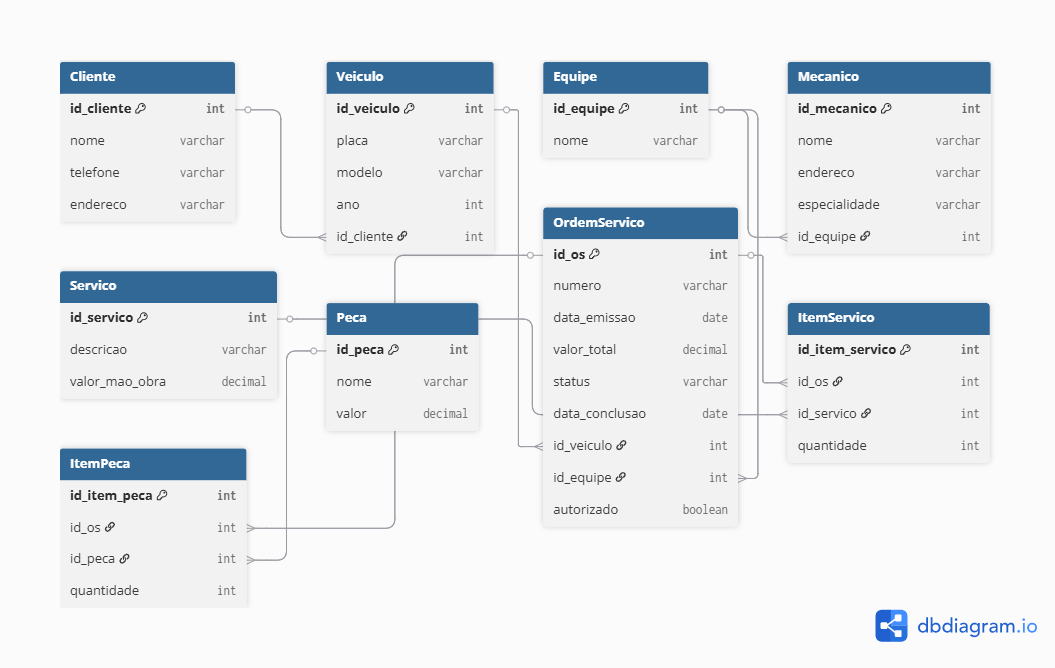 Cliente
id_cliente int
nome varchar
telefone varchar
endereco varchar
Veiculo
id_veiculo int
placa varchar
modelo varchar
ano int
id_cliente int
Equipe
id_equipe int
nome varchar
Mecanico
id_mecanico int
nome varchar
endereco varchar
especialidade varchar
id_equipe int
OrdemServico
id_os int
numero varchar
data_emissao date
valor_total decimal
status varchar
data_conclusao date
id_veiculo int
id_equipe int
autorizado boolean
Servico
id_servico int
descricao varchar
valor_mao_obra decimal
Peca
id_peca int
nome varchar
valor decimal
ItemServico
id_item_servico int
id_os int
id_servico int
quantidade int
ItemPeca
id_item_peca int
id_os int
id_peca int
quantidade int
dbdiagram.io